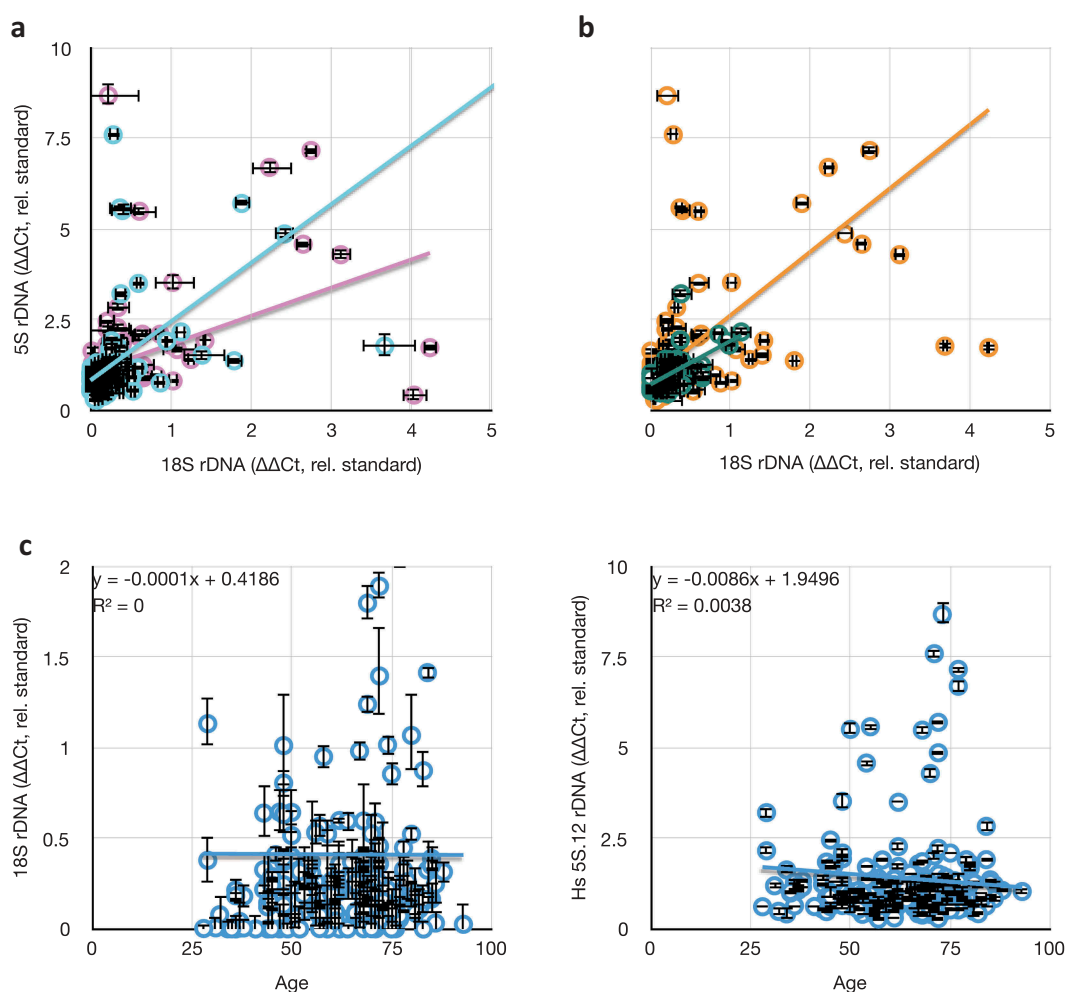 a
b
10
7.5
5
2.5
0
5S rDNA (ΔΔCt, rel. standard)
0 1 2 3 4 5
18S rDNA (ΔΔCt, rel. standard)
0 1 2 3 4 5
18S rDNA (ΔΔCt, rel. standard)
c
2
1.5
1
0.5
0
18S rDNA (ΔΔCt, rel. standard)
y = -0.0001x + 0.4186
R² = 0
0 25 50 75 100
Age
10
7.5
5
2.5
0
Hs 5S.12 rDNA (ΔΔCt, rel. standard)
y = -0.0086x + 1.9496
R² = 0.0038
0 25 50 75 100
Age